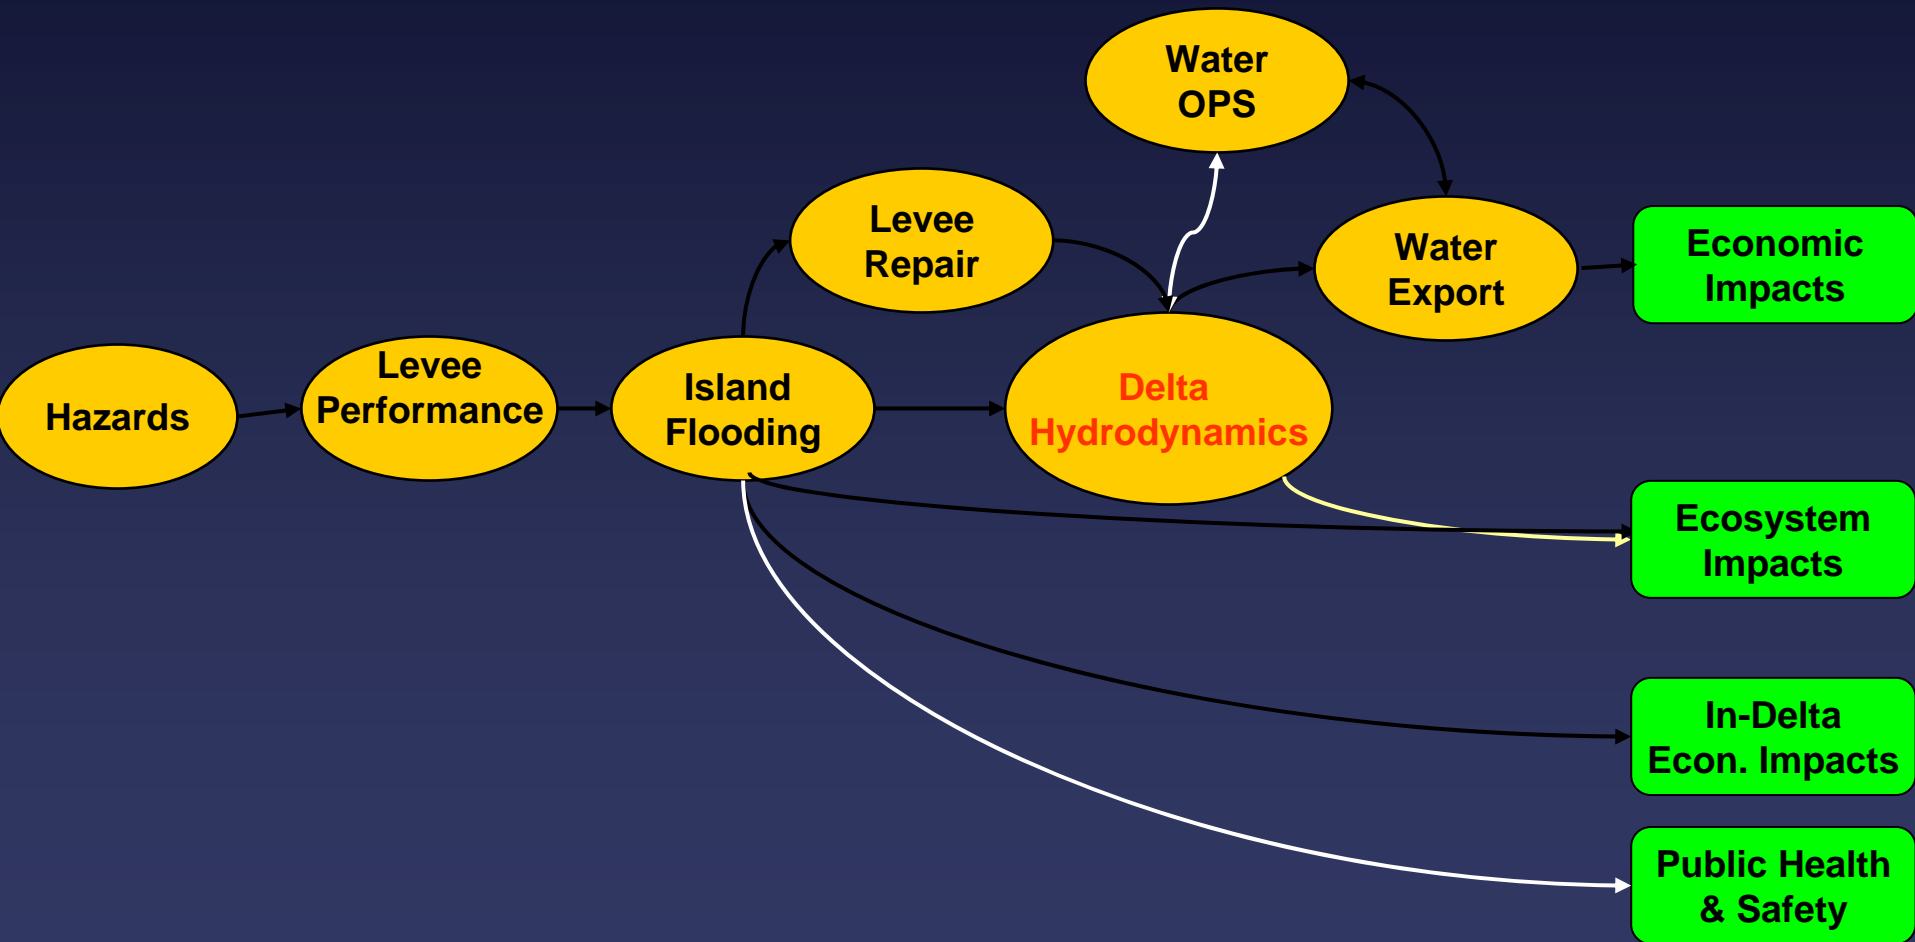 Water
OPS
Levee
Repair
Water
Export
Economic
Impacts
Hazards
Levee
Performance
Island
Flooding
Delta
Hydrodynamics
Ecosystem
Impacts
In-Delta
Econ. Impacts
Public Health
& Safety